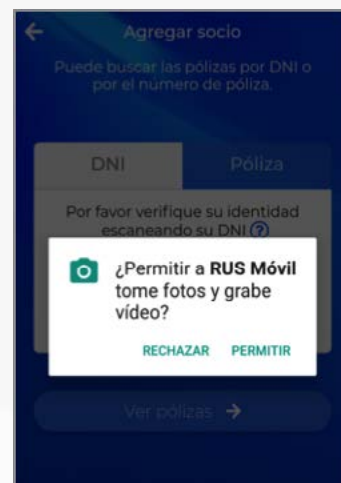 Agregar socio
Puede buscar las pólizas por DNI o
por el número de póliza.
DNI
Póliza
Por favor verifique su identidad
escaneando su DNI ?
¿Permitir a RUS Móvil
tome fotos y grabe
vídeo?
RECHAZAR
PERMITIR
Ver pólizas